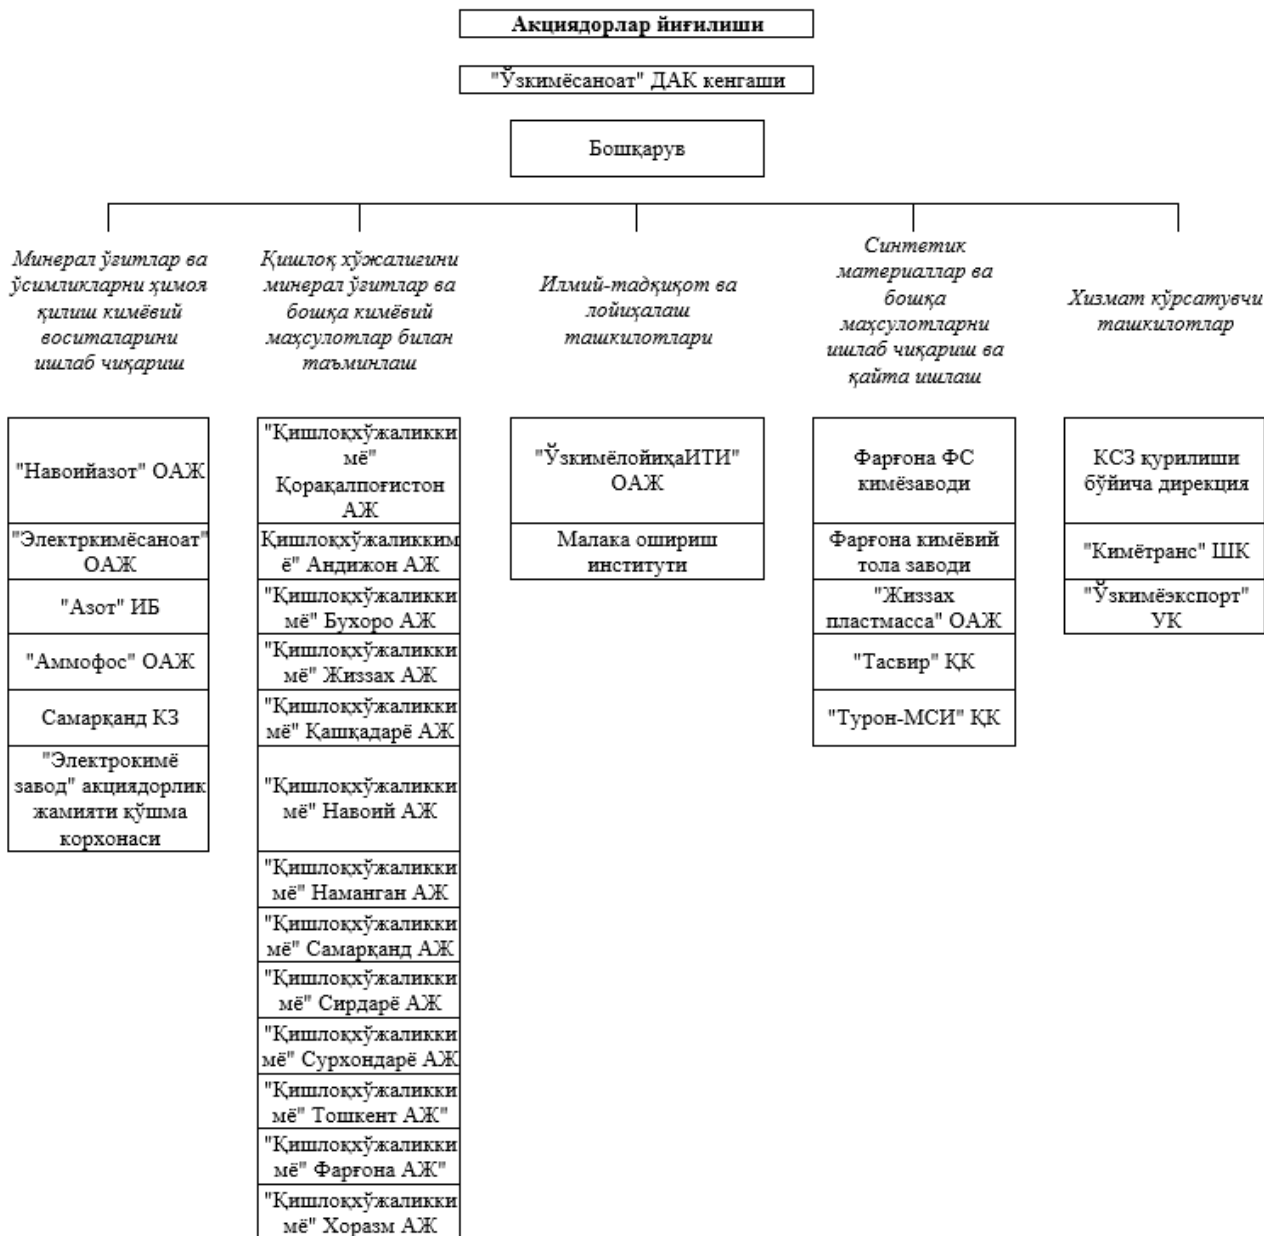 Акциядорлар йиғилиши
"Ўзкимёсаноат" ДАК кенгаши
Бошқарув
Минерал ўғитлар ва
ўсимликларни ҳимоя
қилиш кимёвий
воситаларини
ишлаб чиқариш
Қишлоқ хўжалигини
минерал ўғитлар ва
бошқа кимёвий
маҳсулотлар билан
таъминлаш
Илмий-тадқиқот ва
лойиҳалаш
ташкилотлари
Синтетик
материаллар ва
бошқа
маҳсулотларни
ишлаб чиқариш ва
қайта ишлаш
Хизмат кўрсатувчи
ташкилотлар
"Навоийазот" ОАЖ
"Электркимёсаноат"
ОАЖ
"Азот" ИБ
"Аммофос" ОАЖ
Самарқанд КЗ
"Электрокимё
завод" акциядорлик
жамияти қўшма
корхонаси
"Қишлоқхўжаликки
мё"
Қорақалпоғистон
АЖ
Қишлоқхўжаликким
ё" Андижон АЖ
"Қишлоқхўжаликки
мё" Бухоро АЖ
"Қишлоқхўжаликки
мё" Жиззах АЖ
"Қишлоқхўжаликки
мё" Қашқадарё АЖ
"Қишлоқхўжаликки
мё" Навоий АЖ
"Қишлоқхўжаликки
мё" Наманган АЖ
"Қишлоқхўжаликки
мё" Самарқанд АЖ
"Қишлоқхўжаликки
мё" Сирдарё АЖ
"Қишлоқхўжаликки
мё" Сурхондарё АЖ
"Қишлоқхўжаликки
мё" Тошкент АЖ"
"Қишлоқхўжаликки
мё" Фарғона АЖ"
"Қишлоқхўжаликки
мё" Хоразм АЖ
"ЎзкимёлойиҳаИТИ"
ОАЖ
Малака ошириш
институти
Фарғона ФС
кимёзаводи
Фарғона кимёвий
тола заводи
"Жиззах
пластмасса" ОАЖ
"Тасвир" ҚК
"Турон-МСИ" ҚК
КСЗ қурилиши
бўйича дирекция
"Кимётранс" ШК
"Ўзкимёэкспорт"
УК